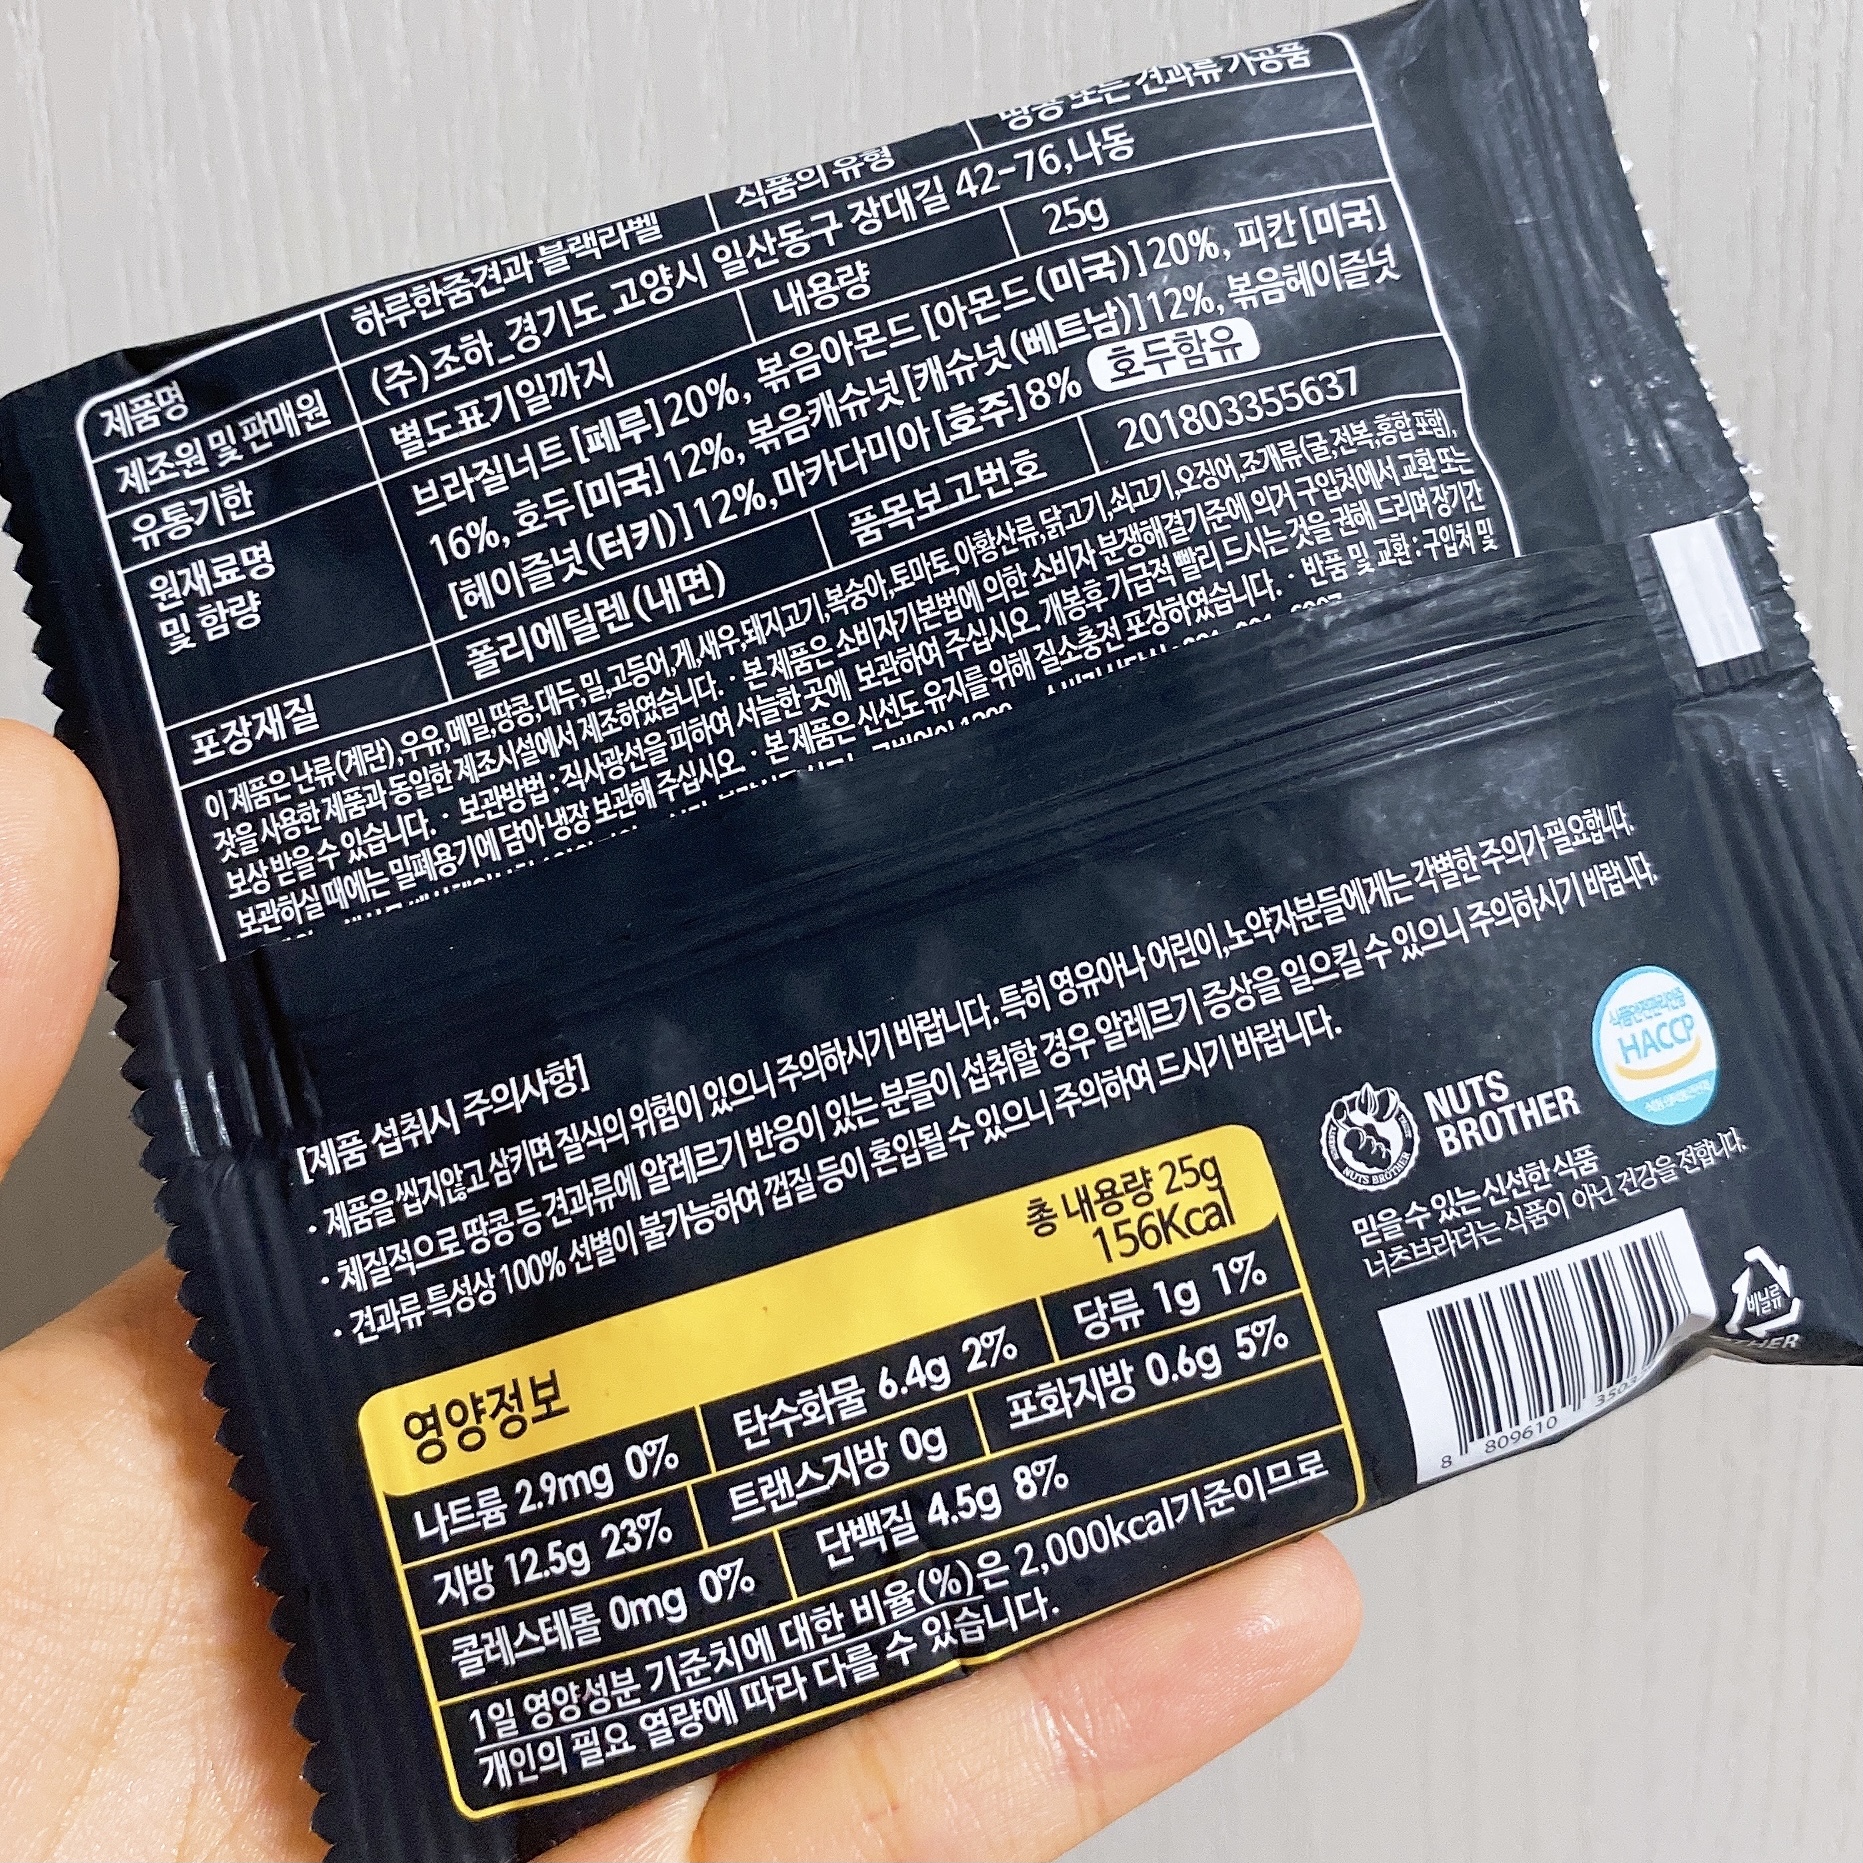 제품명 하루한줌견과 블랙라벨 식품의 유형 땅콩 또는 견과류가공품
제조원 및 판매원 (주)조하_경기도 고양시 일산동구 장대길 42-76,나동
유통기한 별도표기일까지 내용량 25g
원재료명 및 함량
브라질너트[페루]20%, 볶음아몬드[아몬드(미국)]20%, 피칸[미국]
16%, 호두[미국]12%, 볶음캐슈넛[캐슈넛(베트남)]12%, 볶음헤이즐넛
[헤이즐넛(터키)]12%,마카다미아[호주]8% 호두함유
포장재질 폴리에틸렌(내면) 품목보고번호 201803355637
이 제품은 난류(계란),우유,메밀,땅콩,대두,밀,고등어,게,새우,돼지고기,복숭아,토마토,아황산류,닭고기,쇠고기,오징어,조개류(굴,전복,홍합 포함),
잣을 사용한 제품과 동일한 제조시설에서 제조하였습니다. · 본 제품은 소비자기본법에 의한 소비자 분쟁해결기준에 의거 구입처에서 교환 또는
보상 받을 수 있습니다. · 보관방법 : 직사광선을 피하여 서늘한 곳에 보관하여 주십시오. 개봉후 가급적 빨리 드시는 것을 권해 드리며 장기간
보관하실 때에는 밀폐용기에 담아 냉장 보관해 주십시오. · 본 제품은 신선도 유지를 위해 질소충전 포장하였습니다. · 반품 및 교환 : 구입처 및
[제품 섭취시 주의사항]
· 제품을 씹지않고 삼키면 질식의 위험이 있으니 주의하시기 바랍니다. 특히 영유아나 어린이,노약자분들에게는 각별한 주의가 필요합니다.
· 체질적으로 땅콩 등 견과류에 알레르기 반응이 있는 분들이 섭취할 경우 알레르기 증상을 일으킬 수 있으니 주의하시기 바랍니다.
· 견과류 특성상 100% 선별이 불가능하여 껍질 등이 혼입될 수 있으니 주의하여 드시기 바랍니다.
영양정보 총 내용량 25g
156Kcal
나트륨 2.9mg 0% 탄수화물 6.4g 2% 당류 1g 1%
지방 12.5g 23% 트랜스지방 0g 포화지방 0.6g 5%
콜레스테롤 0mg 0% 단백질 4.5g 8%
1일 영양성분 기준치에 대한 비율(%)은 2,000kcal기준이므로
개인의 필요 열량에 따라 다를 수 있습니다.
NUTS BROTHER
NUTS
BROTHER
식품안전관리인증
HACCP
믿을 수 있는 신선한 식품
너츠브라더는 식품이 아닌 건강을 전합니다.
비닐류
8 809610